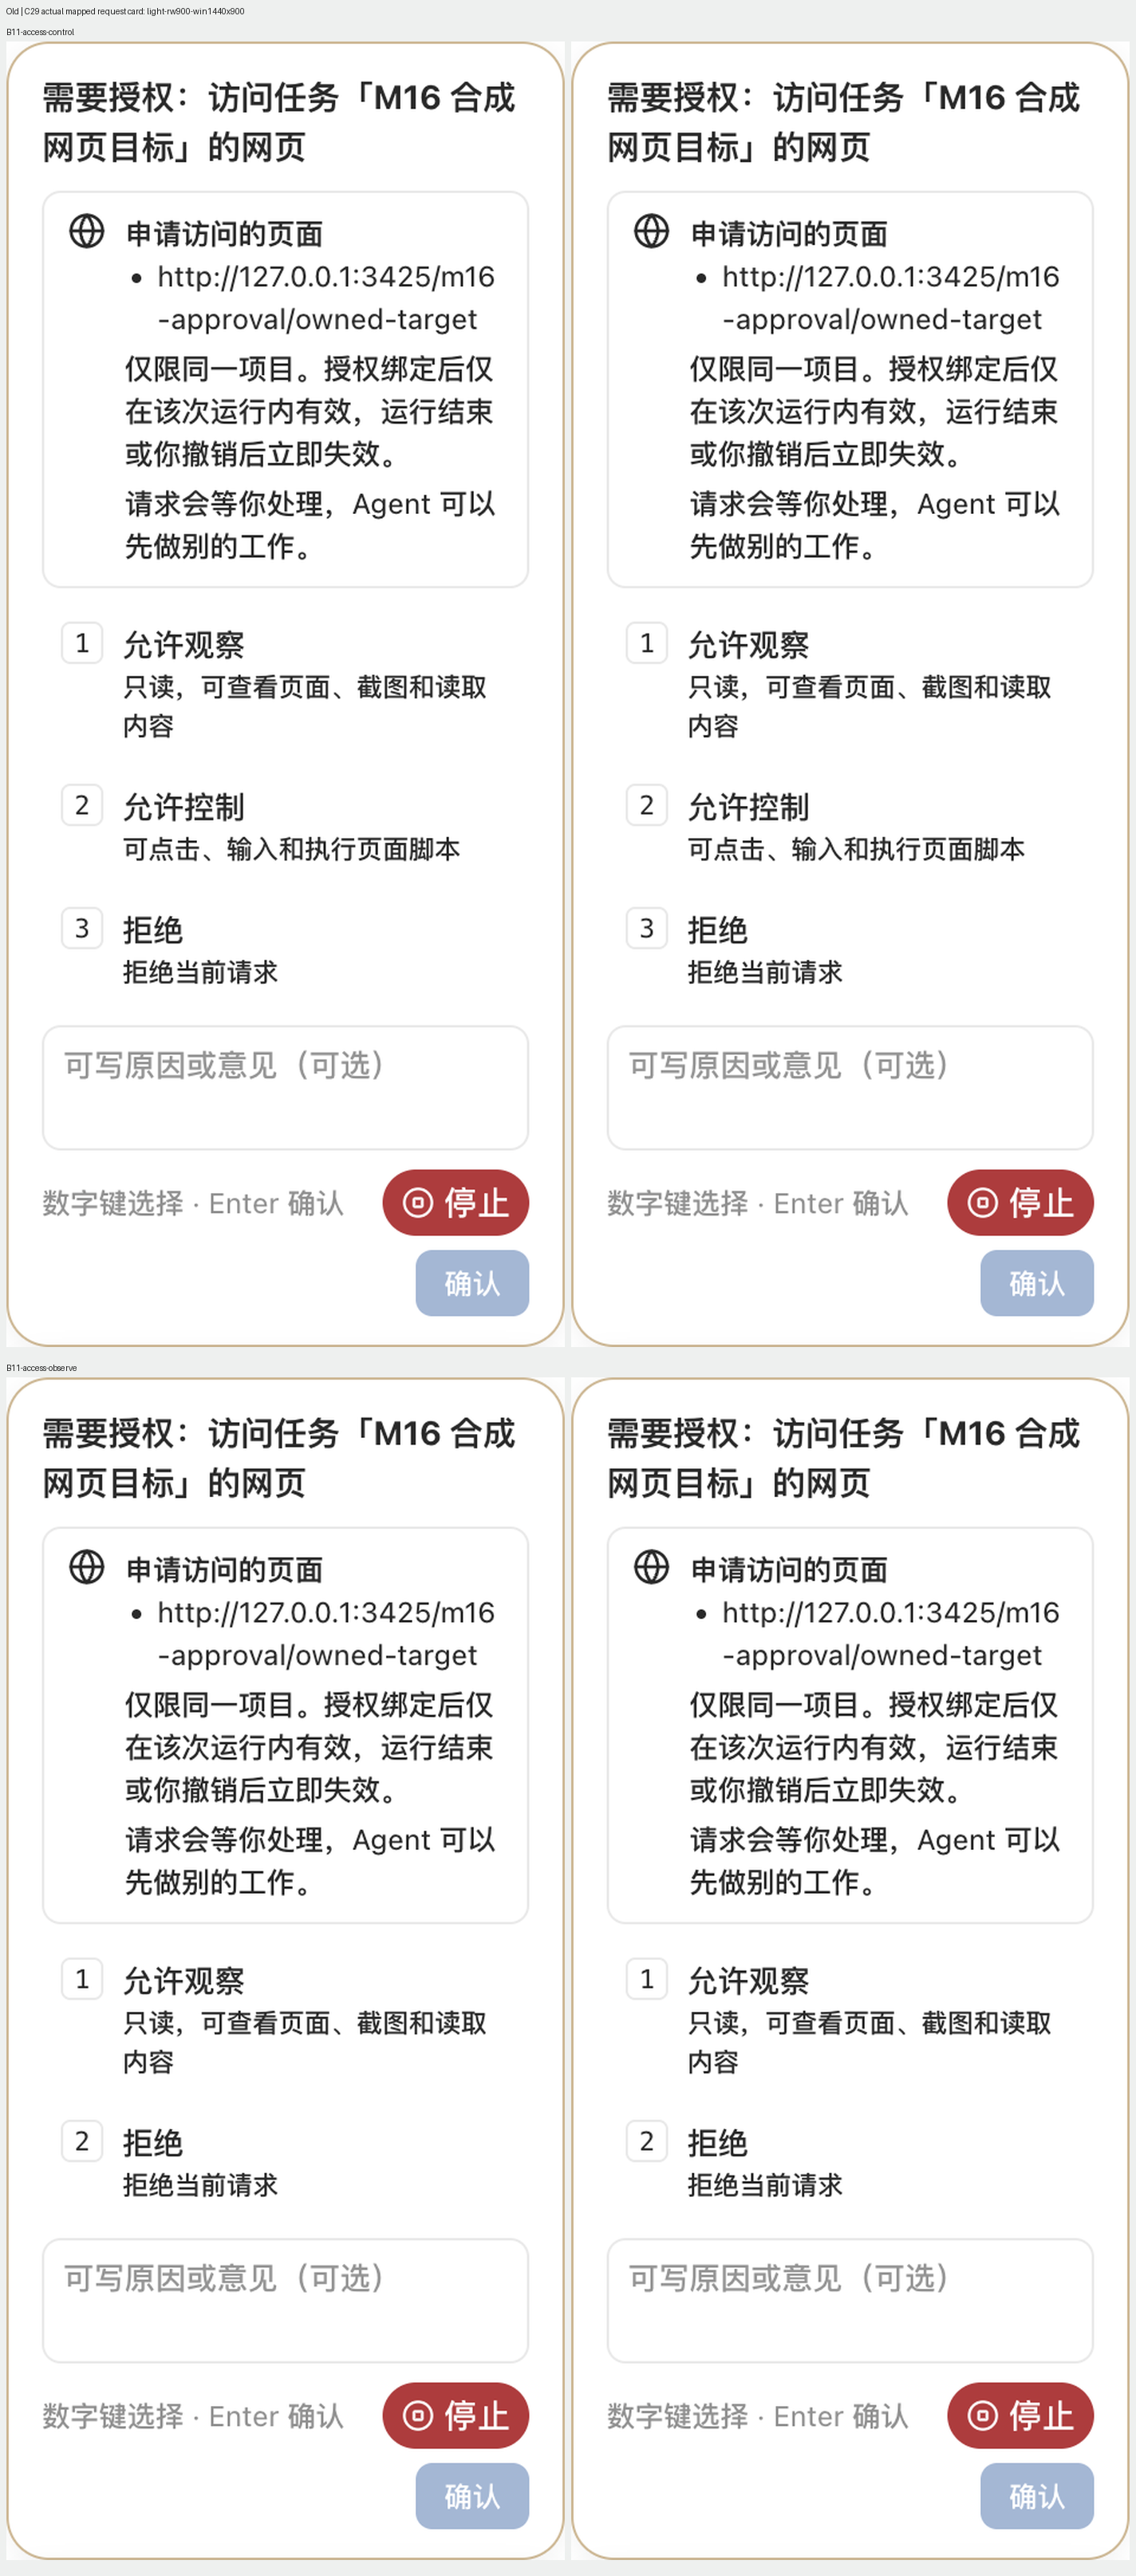 Old | C29 actual mapped request card: light-rw900-win1440x900
B11-access-control
需要授权：访问任务「M16 合成
网页目标」的网页
申请访问的页面
• http://127.0.0.1:3425/m16
-approval/owned-target
仅限同一项目。授权绑定后仅
在该次运行内有效，运行结束
或你撤销后立即失效。
请求会等你处理，Agent 可以
先做别的工作。
1 允许观察
只读，可查看页面、截图和读取
内容
2 允许控制
可点击、输入和执行页面脚本
3 拒绝
拒绝当前请求
可写原因或意见（可选）
数字键选择 · Enter 确认
停止
确认
需要授权：访问任务「M16 合成
网页目标」的网页
申请访问的页面
• http://127.0.0.1:3425/m16
-approval/owned-target
仅限同一项目。授权绑定后仅
在该次运行内有效，运行结束
或你撤销后立即失效。
请求会等你处理，Agent 可以
先做别的工作。
1 允许观察
只读，可查看页面、截图和读取
内容
2 允许控制
可点击、输入和执行页面脚本
3 拒绝
拒绝当前请求
可写原因或意见（可选）
数字键选择 · Enter 确认
停止
确认
B11-access-observe
需要授权：访问任务「M16 合成
网页目标」的网页
申请访问的页面
• http://127.0.0.1:3425/m16
-approval/owned-target
仅限同一项目。授权绑定后仅
在该次运行内有效，运行结束
或你撤销后立即失效。
请求会等你处理，Agent 可以
先做别的工作。
1 允许观察
只读，可查看页面、截图和读取
内容
2 拒绝
拒绝当前请求
可写原因或意见（可选）
数字键选择 · Enter 确认
停止
确认
需要授权：访问任务「M16 合成
网页目标」的网页
申请访问的页面
• http://127.0.0.1:3425/m16
-approval/owned-target
仅限同一项目。授权绑定后仅
在该次运行内有效，运行结束
或你撤销后立即失效。
请求会等你处理，Agent 可以
先做别的工作。
1 允许观察
只读，可查看页面、截图和读取
内容
2 拒绝
拒绝当前请求
可写原因或意见（可选）
数字键选择 · Enter 确认
停止
确认